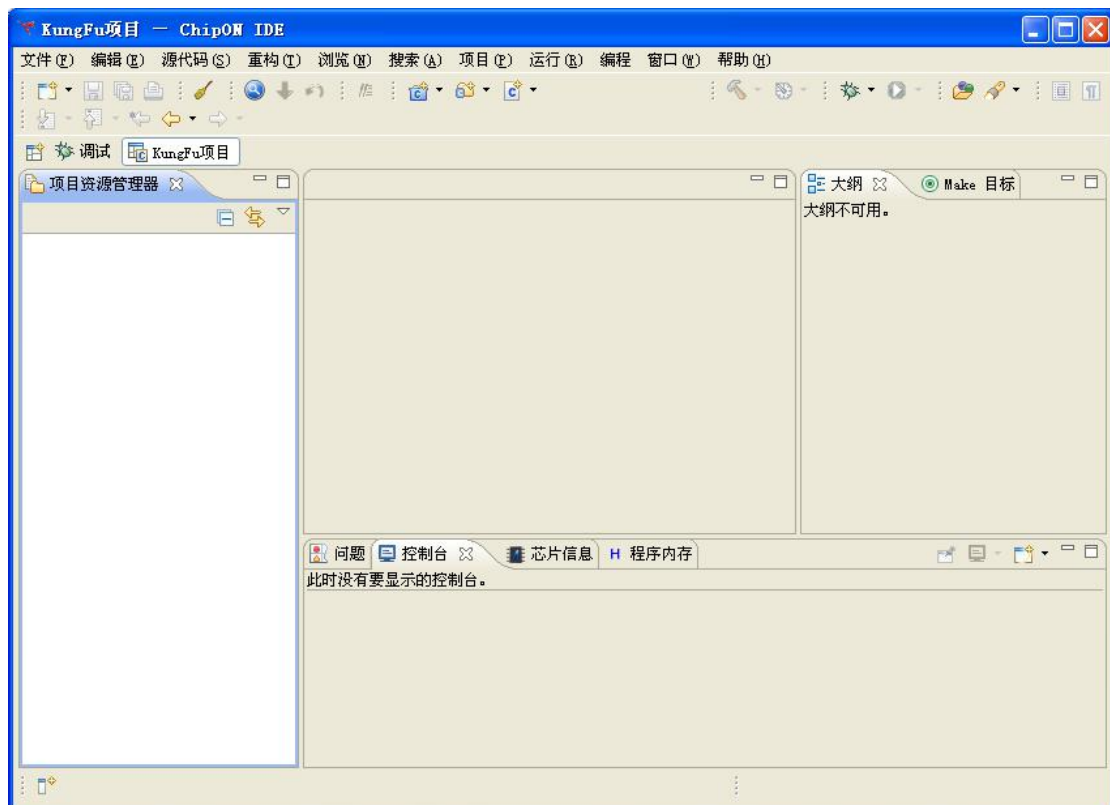 KungFu项目 — ChipON IDE
文件(F) 编辑(E) 源代码(S) 重构(T) 浏览(N) 搜索(A) 项目(P) 运行(R) 编程 窗口(W) 帮助(H)
调试 KungFu项目
项目资源管理器
大纲 Make 目标
大纲不可用。
问题 控制台 芯片信息 H 程序内存
此时没有要显示的控制台。